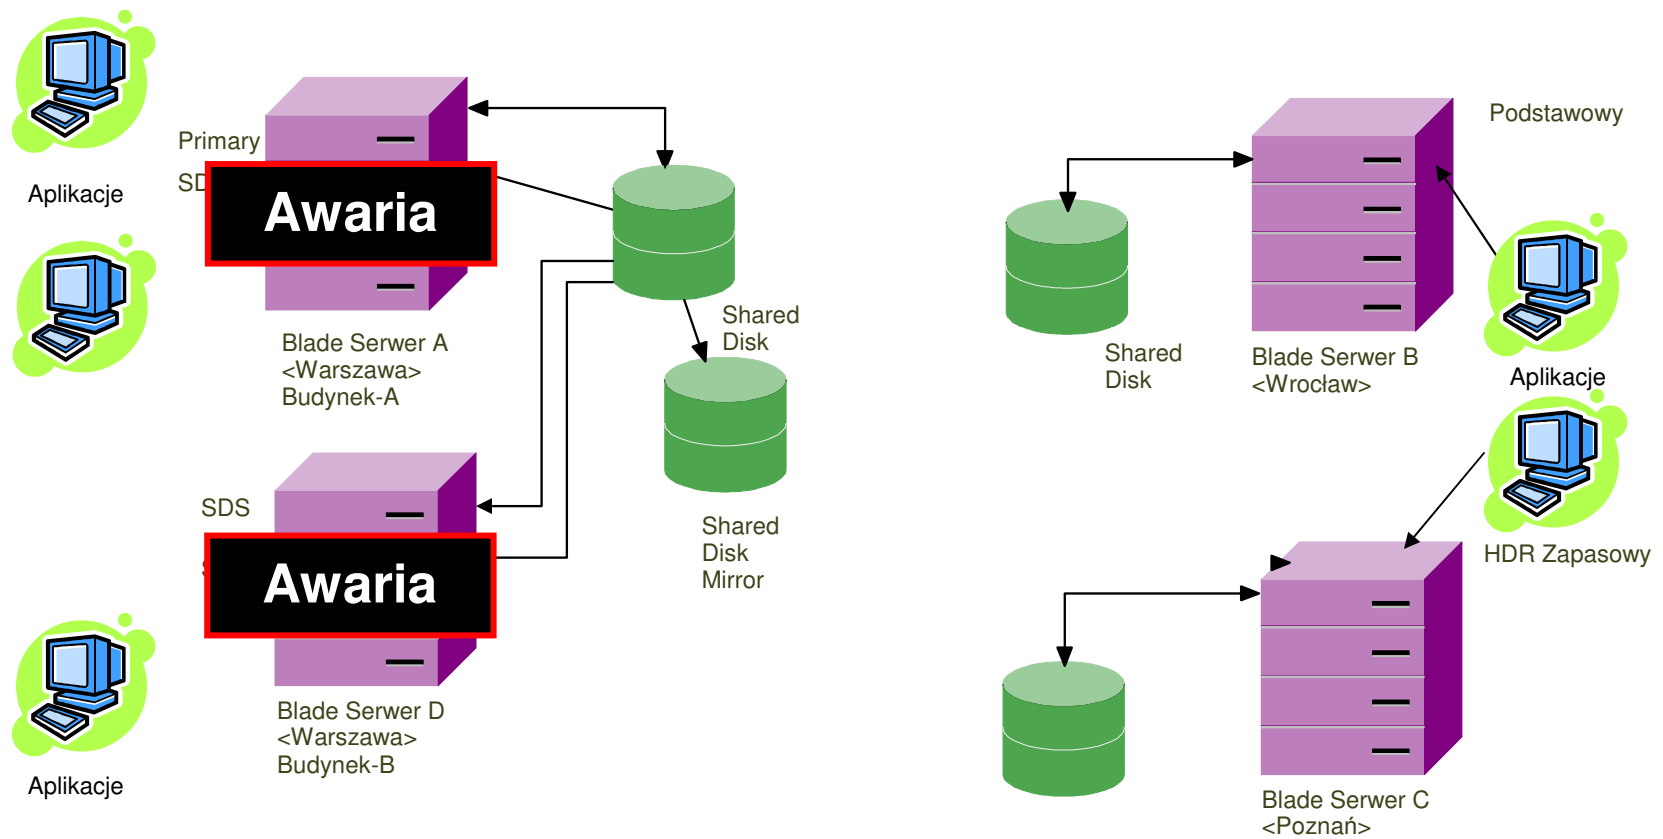 Aplikacje
Primary
SD
Awaria
Blade Serwer A
<Warszawa>
Budynek-A
Shared
Disk
SDS
Awaria
Shared
Disk
Mirror
Blade Serwer D
<Warszawa>
Budynek-B
Aplikacje
Podstawowy
Shared
Disk
Blade Serwer B
<Wrocław>
Aplikacje
HDR Zapasowy
Blade Serwer C
<Poznań>